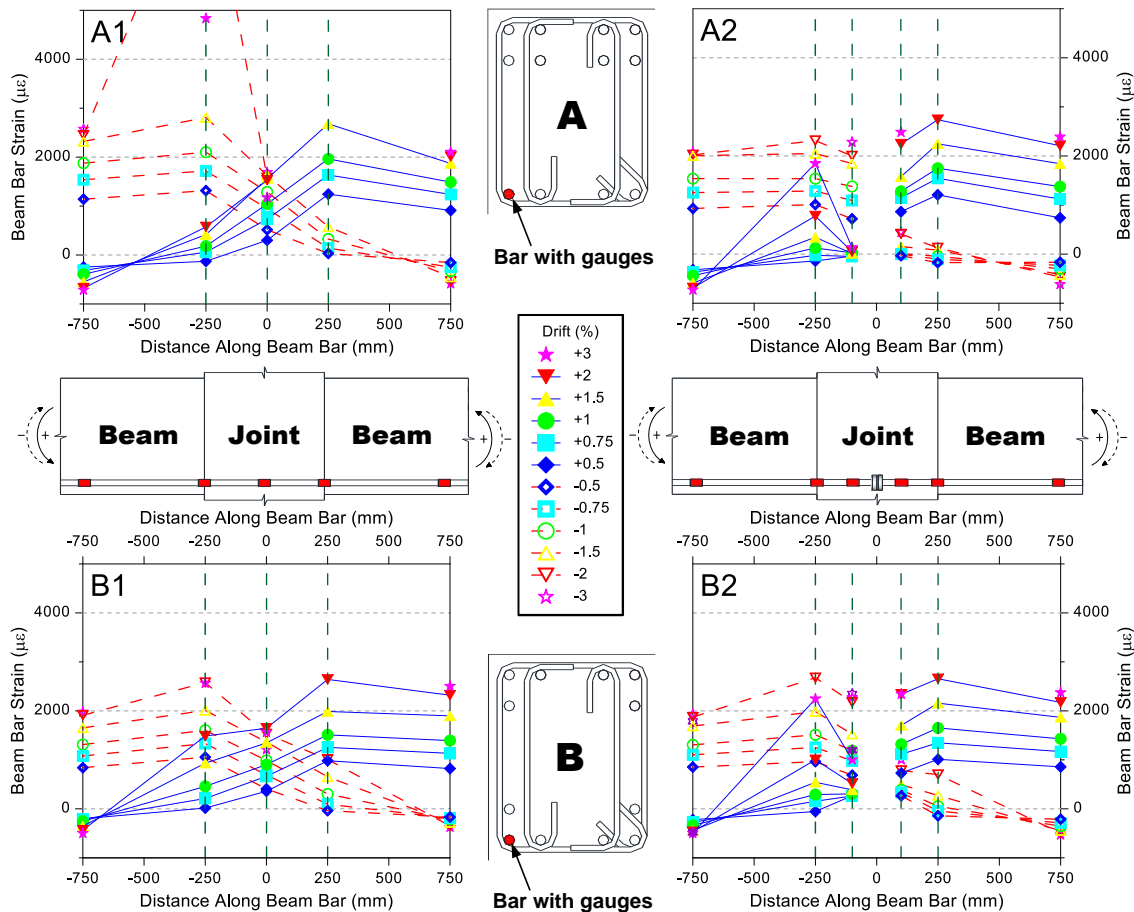 A1
Beam Bar Strain (µε)
4000
2000
0
-750 -500 -250 0 250 500 750
Distance Along Beam Bar (mm)
A
Bar with gauges
A2
4000
2000
0
Beam Bar Strain (µε)
-750 -500 -250 0 250 500 750
Distance Along Beam Bar (mm)
Drift (%)
+3
+2
+1.5
+1
+0.75
+0.5
-0.5
-0.75
-1
-1.5
-2
-3
- +
Beam Joint Beam
+ -
- +
Beam Joint Beam
+ -
Distance Along Beam Bar (mm)
-750 -500 -250 0 250 500 750
B1
Beam Bar Strain (µε)
4000
2000
0
-750 -500 -250 0 250 500 750
Distance Along Beam Bar (mm)
B
Bar with gauges
Distance Along Beam Bar (mm)
-750 -500 -250 0 250 500 750
B2
4000
2000
0
Beam Bar Strain (µε)
-750 -500 -250 0 250 500 750
Distance Along Beam Bar (mm)